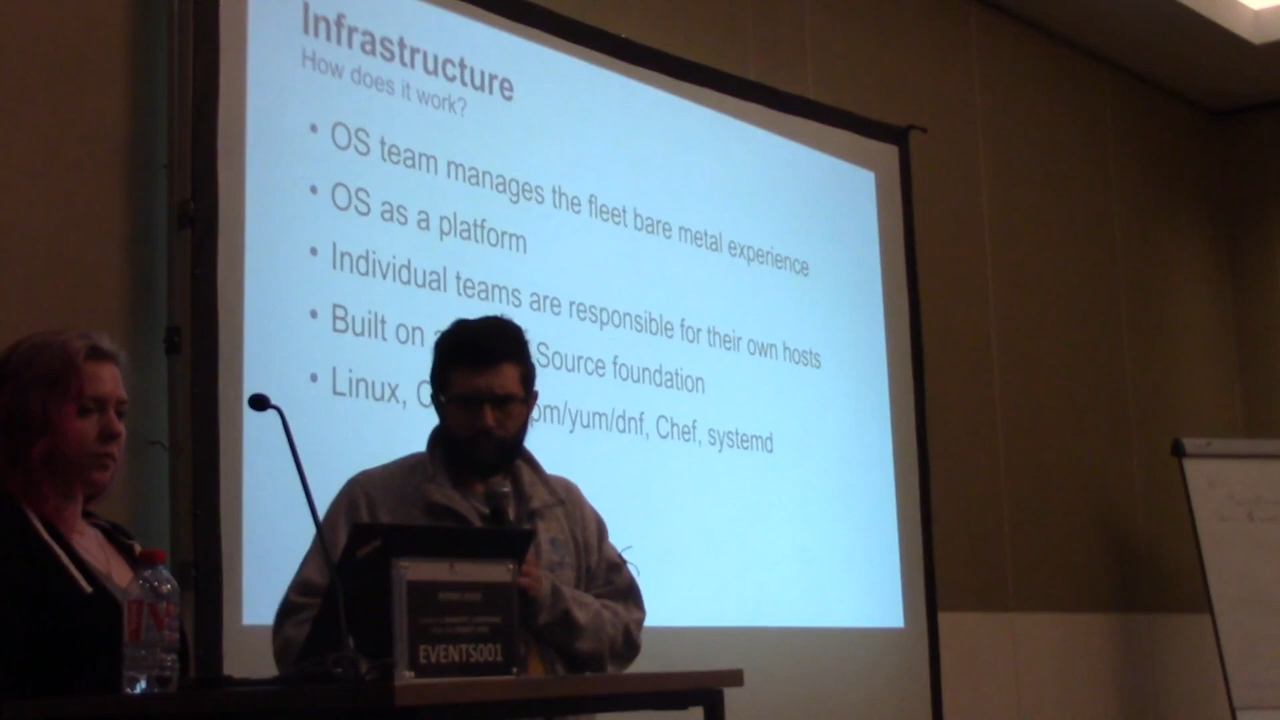 Infrastructure
How does it work?
• OS team manages the fleet bare metal experience
• OS as a platform
• Individual teams are responsible for their own hosts
• Built on Source foundation
• Linux, pm/yum/dnf, Chef, systemd
EVENTS001